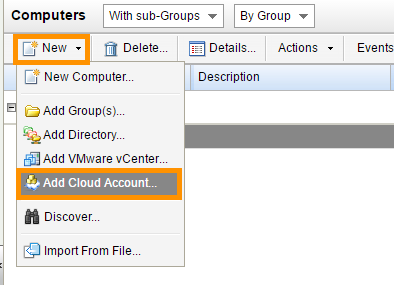 Computers With sub-Groups By Group
New Delete... Details... Actions Events
Description
New Computer...
Add Group(s)...
Add Directory...
Add VMware vCenter...
Add Cloud Account...
Discover...
Import From File...